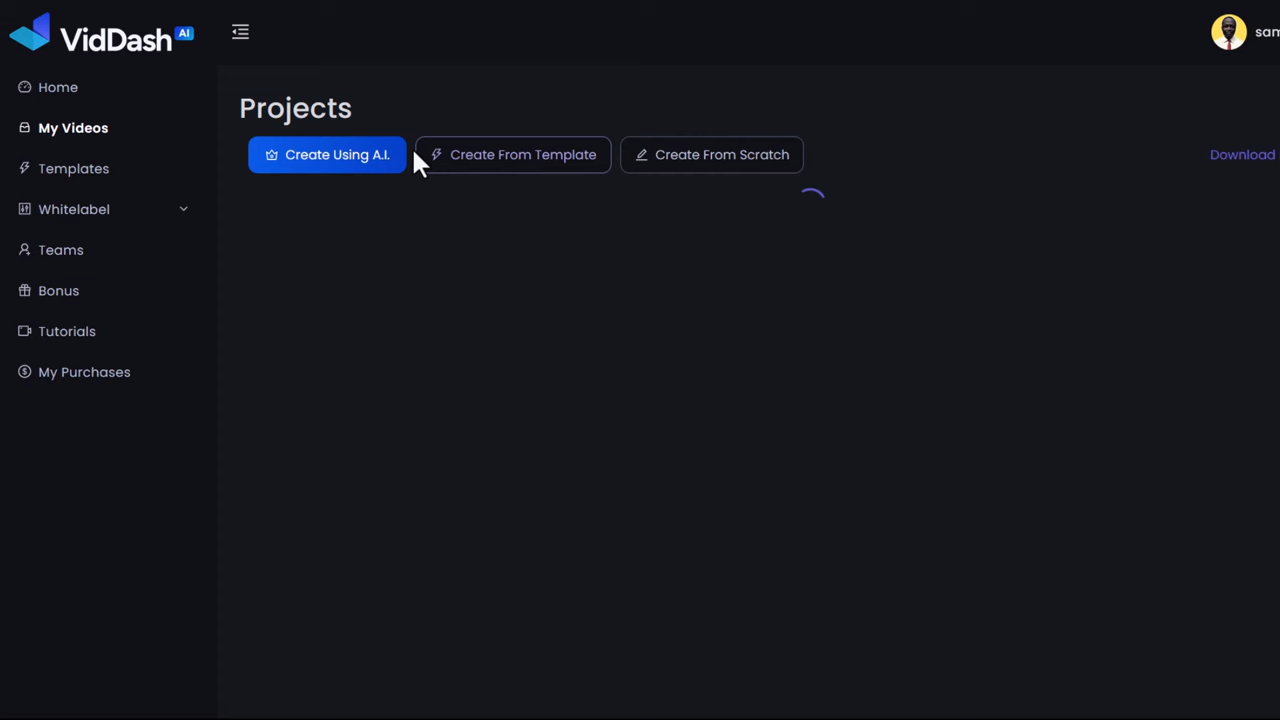 VidDash AI
Home
My Videos
Templates
Whitelabel
Teams
Bonus
Tutorials
My Purchases
Projects
Create Using A.I.
Create From Template
Create From Scratch
Download
sam